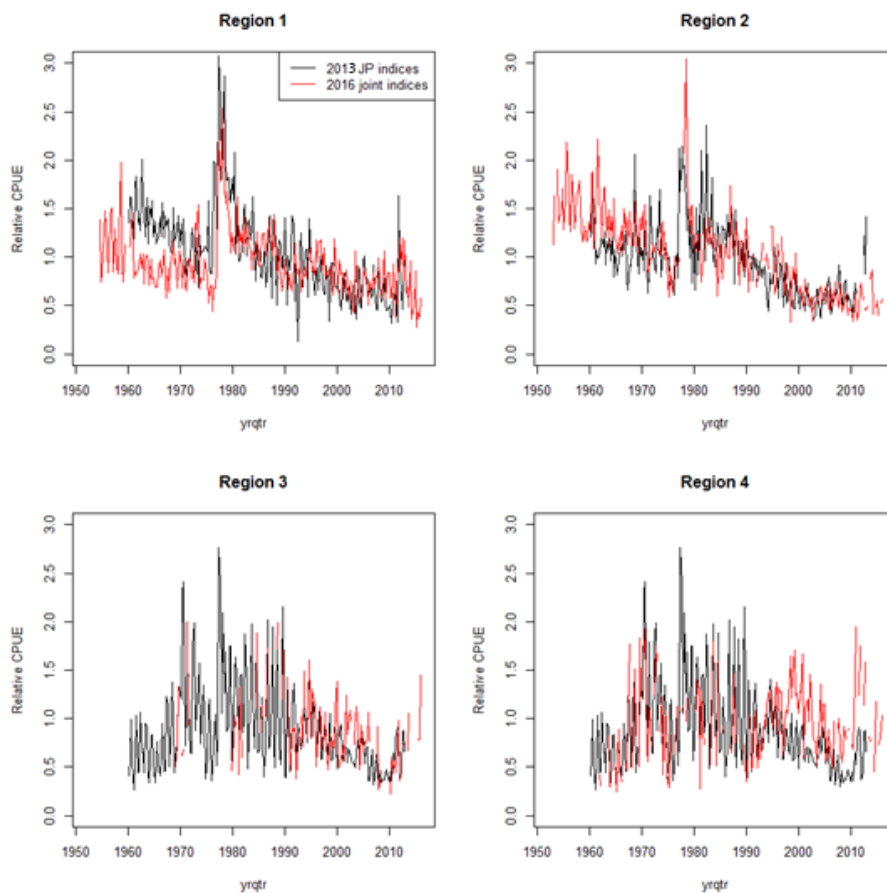 Region 1
Relative CPUE
0.0 0.5 1.0 1.5 2.0 2.5 3.0
2013 JP indices
2016 joint indices
1950 1960 1970 1980 1990 2000 2010
yrqtr
Region 2
Relative CPUE
0.0 0.5 1.0 1.5 2.0 2.5 3.0
1950 1960 1970 1980 1990 2000 2010
yrqtr
Region 3
Relative CPUE
0.0 0.5 1.0 1.5 2.0 2.5 3.0
1950 1960 1970 1980 1990 2000 2010
yrqtr
Region 4
Relative CPUE
0.0 0.5 1.0 1.5 2.0 2.5 3.0
1950 1960 1970 1980 1990 2000 2010
yrqtr